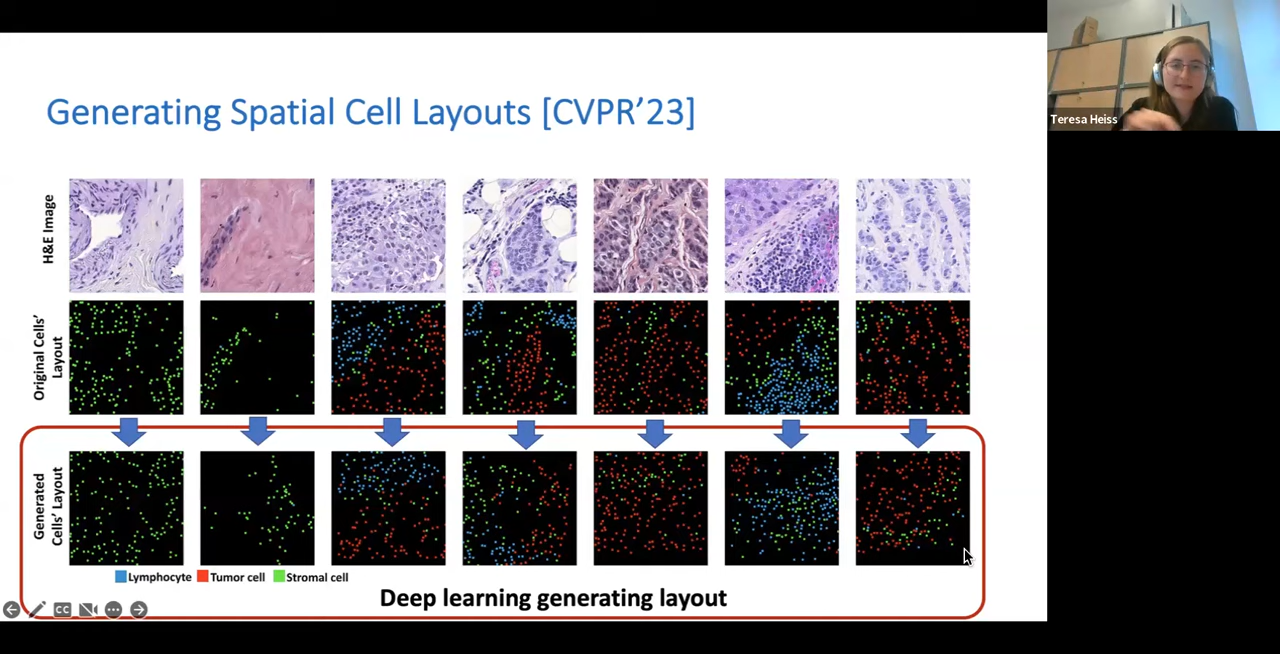 Generating Spatial Cell Layouts [CVPR’23]
Teresa Heiss
H&E Image
Original Cells’
Layout
Generated
Cells’ Layout
Lymphocyte Tumor cell Stromal cell
Deep learning generating layout
CC